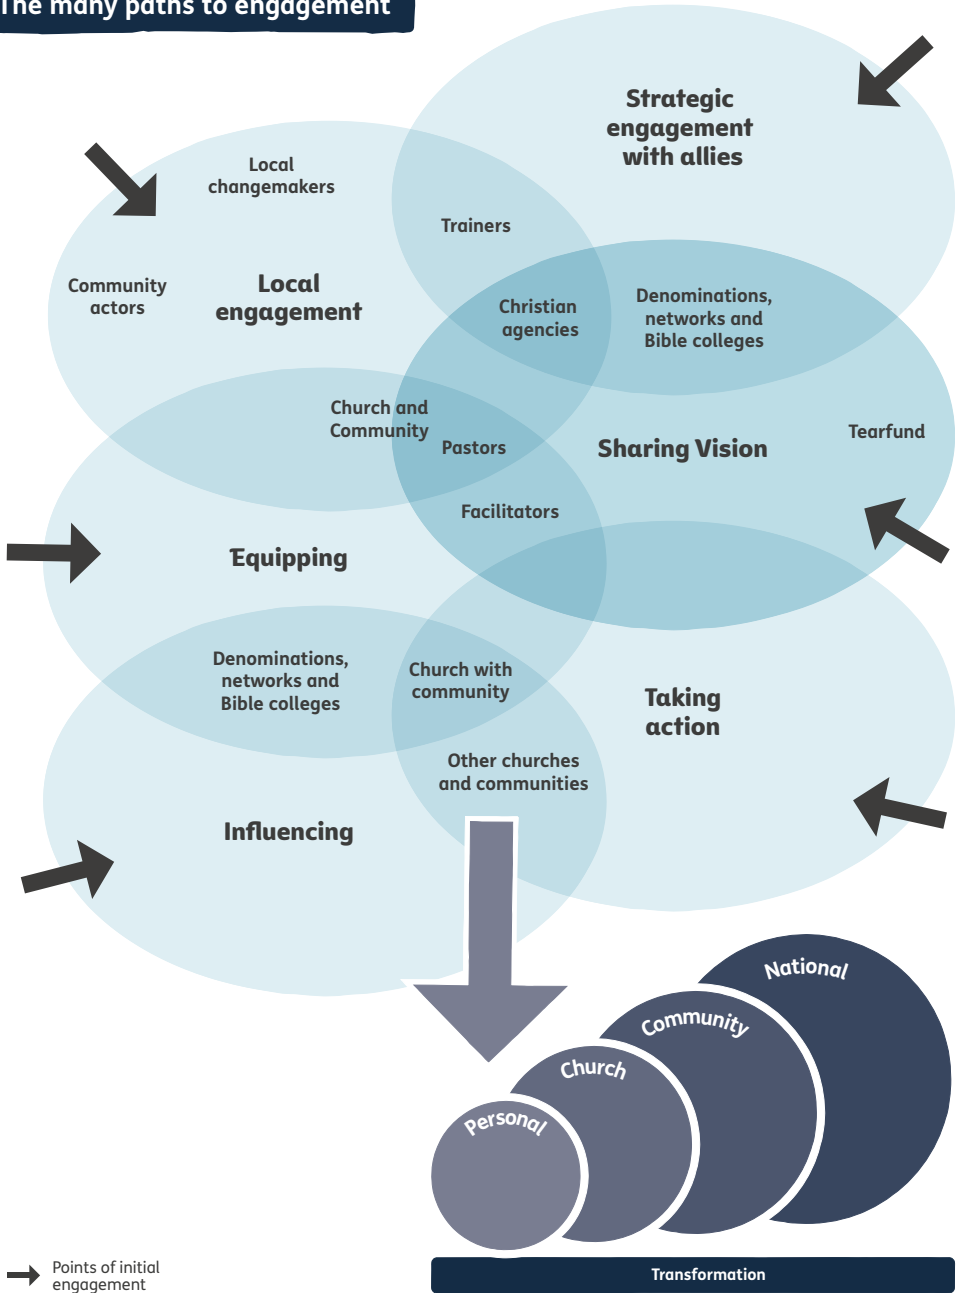 The many paths to engagement
Strategic
engagement
with allies
Local
changemakers
Trainers
Community
actors
Local
engagement
Christian
agencies
Denominations,
networks and
Bible colleges
Church and
Community
Pastors
Sharing Vision
Tearfund
Facilitators
Equipping
Denominations,
networks and
Bible colleges
Church with
community
Taking
action
Other churches
and communities
Influencing
National
Community
Church
Personal
Points of initial
engagement
Transformation